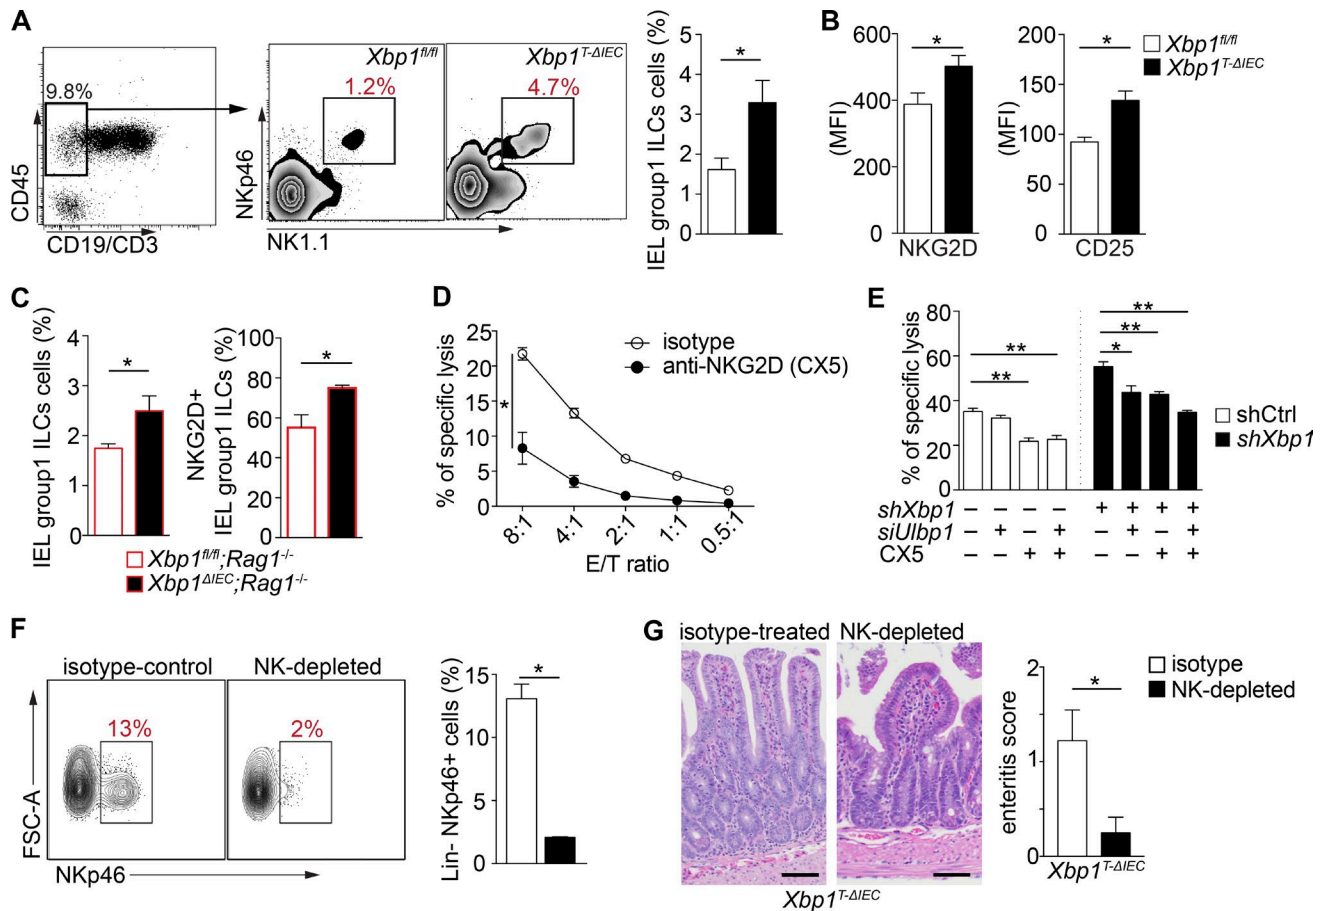 A
9.8%
CD45
CD19/CD3
Xbp1fl/fl
1.2%
Xbp1T-ΔIEC
4.7%
NKp46
NK1.1
IEL group1 ILCs cells (%)
5
4
3
2
1
0
*
B
(MFI)
600
400
200
0
*
NKG2D
(MFI)
200
150
100
50
0
*
CD25
Xbp1fl/fl
Xbp1T-ΔIEC
C
IEL group1 ILCs cells (%)
4
3
2
1
0
*
NKG2D+
IEL group1 ILCs (%)
100
80
60
40
20
0
*
Xbp1fl/fl;Rag1-/-
Xbp1ΔIEC;Rag1-/-
D
% of specific lysis
25
20
15
10
5
0
*
isotype
anti-NKG2D (CX5)
8:1 4:1 2:1 1:1 0.5:1
E/T ratio
E
% of specific lysis
80
60
40
20
0
**
**
**
**
*
shCtrl
shXbp1
shXbp1 – – – – + + + +
siUlbp1 – + – + – + – +
CX5 – – + + – – + +
F
isotype-control
NK-depleted
13%
2%
FSC-A
NKp46
Lin- NKp46+ cells (%)
15
10
5
0
*
G
isotype-treated
NK-depleted
Xbp1T-ΔIEC
enteritis score
2
1
0
*
Xbp1T-ΔIEC
isotype
NK-depleted